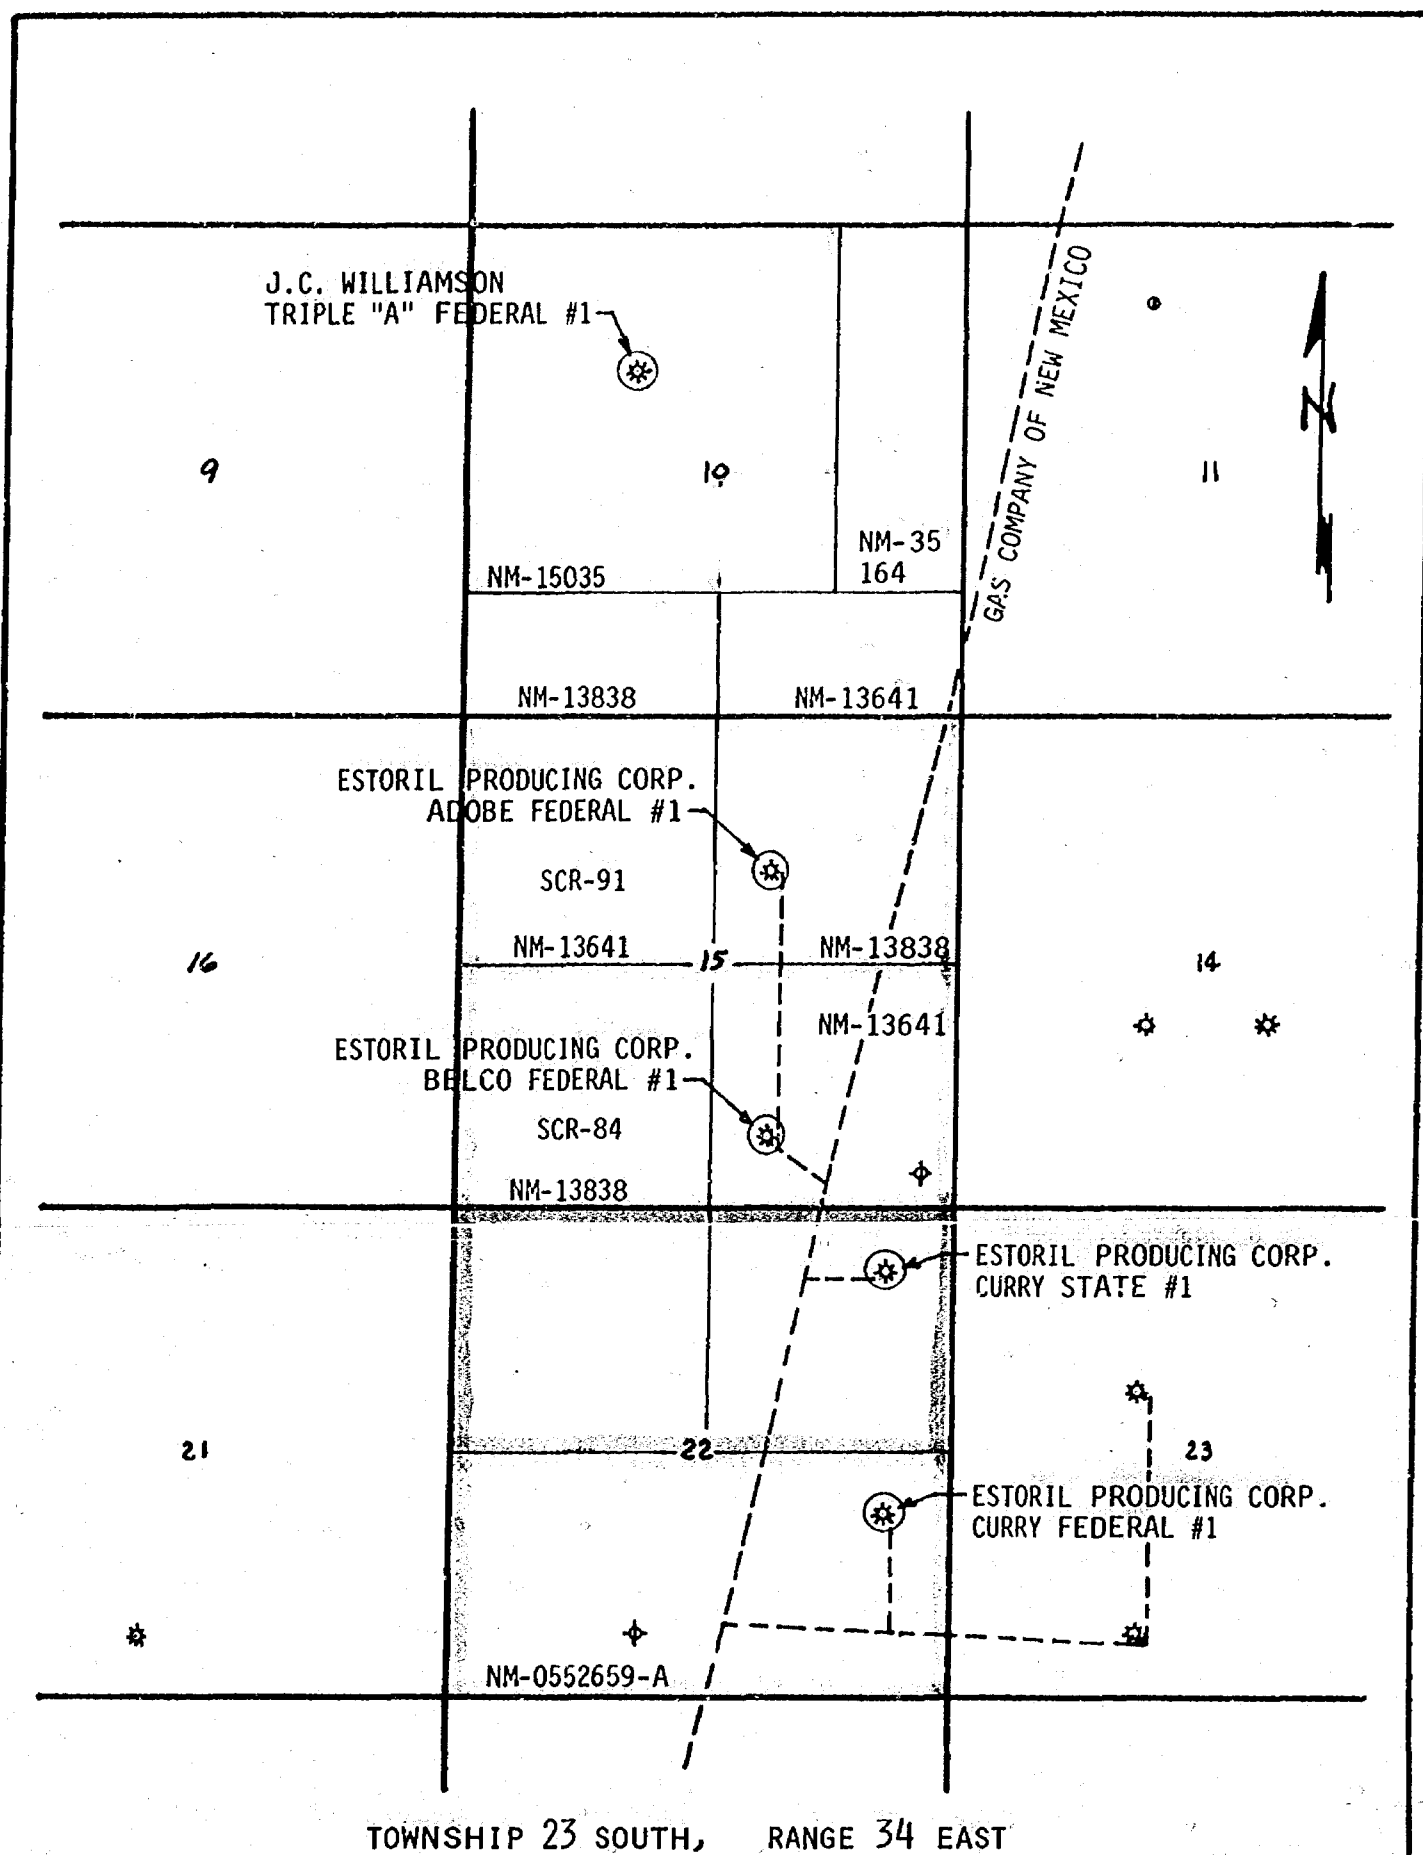 J.C. WILLIAMSON
TRIPLE "A" FEDERAL #1
GAS COMPANY OF NEW MEXICO
N
9
10
11
NM-35
164
NM-15035
NM-13838
NM-13641
ESTORIL PRODUCING CORP.
ADOBE FEDERAL #1
SCR-91
NM-13641
NM-13838
16
15
14
NM-13641
ESTORIL PRODUCING CORP.
BELCO FEDERAL #1
SCR-84
NM-13838
ESTORIL PRODUCING CORP.
CURRY STATE #1
21
22
23
ESTORIL PRODUCING CORP.
CURRY FEDERAL #1
NM-0552659-A
TOWNSHIP 23 SOUTH, RANGE 34 EAST